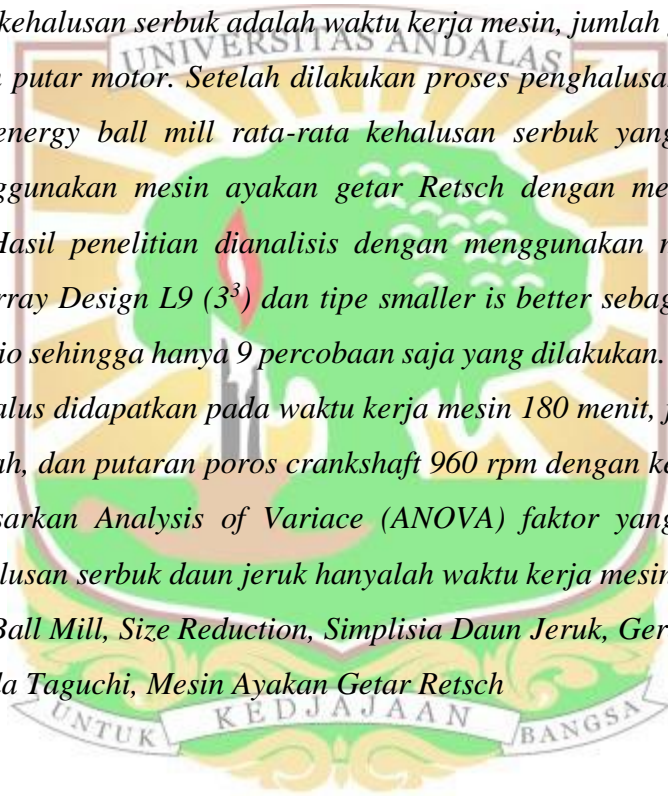 kehalusan serbuk adalah waktu kerja mesin, jumlah
UNIVERSITAS ANDALAS
putar motor. Setelah dilakukan proses penghalusan
energy ball mill rata-rata kehalusan serbuk yang
ggunakan mesin ayakan getar Retsch dengan me
Hasil penelitian dianalisis dengan menggunakan
rray Design L9 (3³) dan tipe smaller is better sebag
io sehingga hanya 9 percobaan saja yang dilakukan.
alus didapatkan pada waktu kerja mesin 180 menit, j
ah, dan putaran poros crankshaft 960 rpm dengan ke
sarkan Analysis of Variace (ANOVA) faktor yang
lusan serbuk daun jeruk hanyalah waktu kerja mesin
Ball Mill, Size Reduction, Simplisia Daun Jeruk, Ger
la Taguchi, Mesin Ayakan Getar Retsch
UNTUK KEDJAJAAN BANGSA